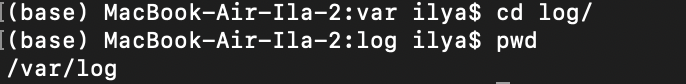 [(base) MacBook-Air-Ila-2:var ilya$ cd log/
[(base) MacBook-Air-Ila-2:log ilya$ pwd
/var/log